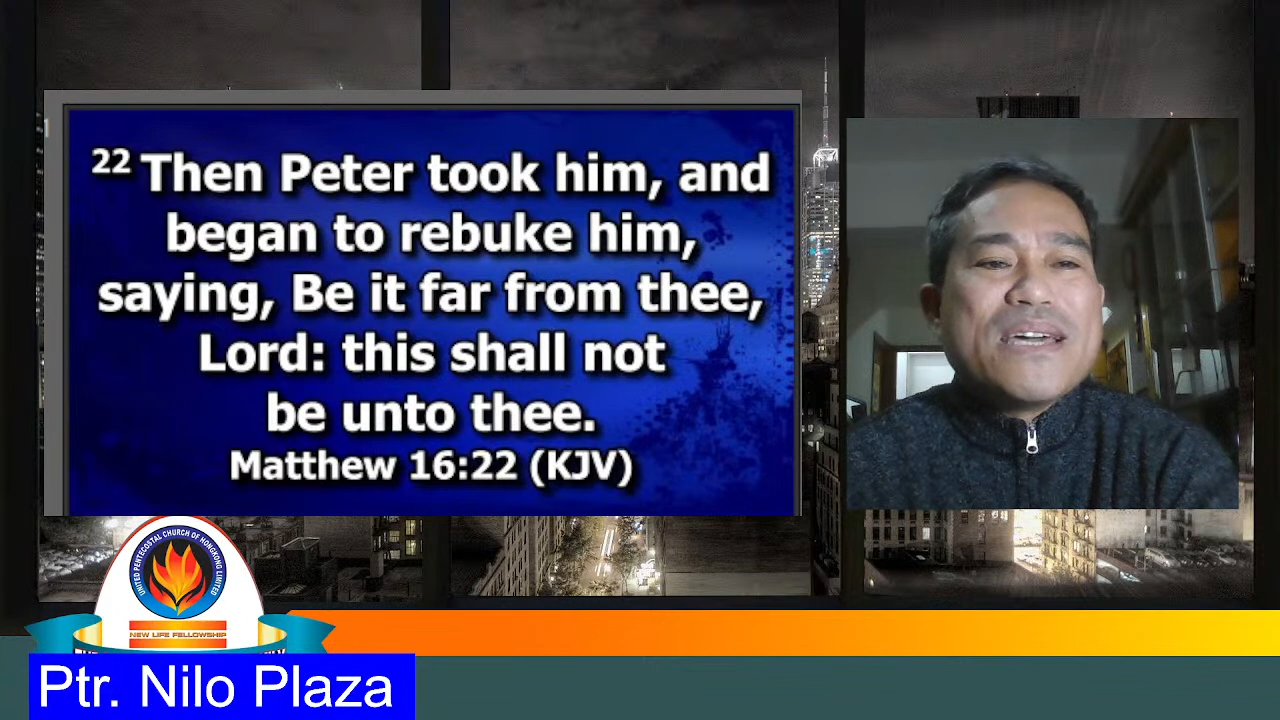 22 Then Peter took him, and
began to rebuke him,
saying, Be it far from thee,
Lord: this shall not
be unto thee.
Matthew 16:22 (KJV)
UNITED PENTECOSTAL CHURCH OF HONGKONG LIMITED
NEW LIFE FELLOWSHIP
Ptr. Nilo Plaza